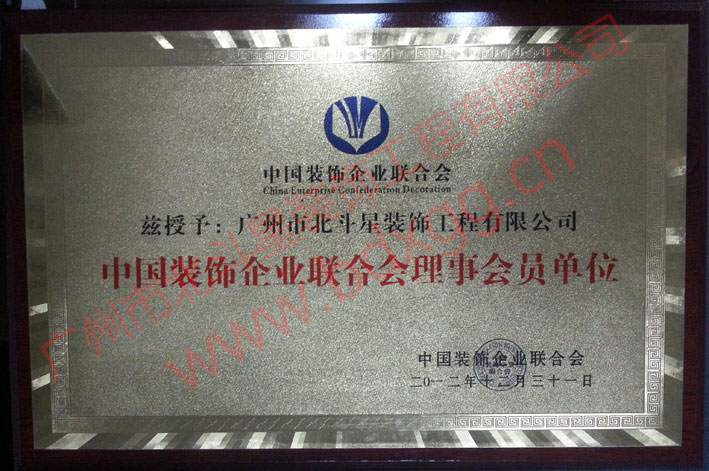 中国装饰企业联合会
China Enterprise Confederation Decoration
兹授予：广州市北斗星装饰工程有限公司
中国装饰企业联合会理事会员单位
中国装饰企业联合会
二〇一二年十二月三十一日